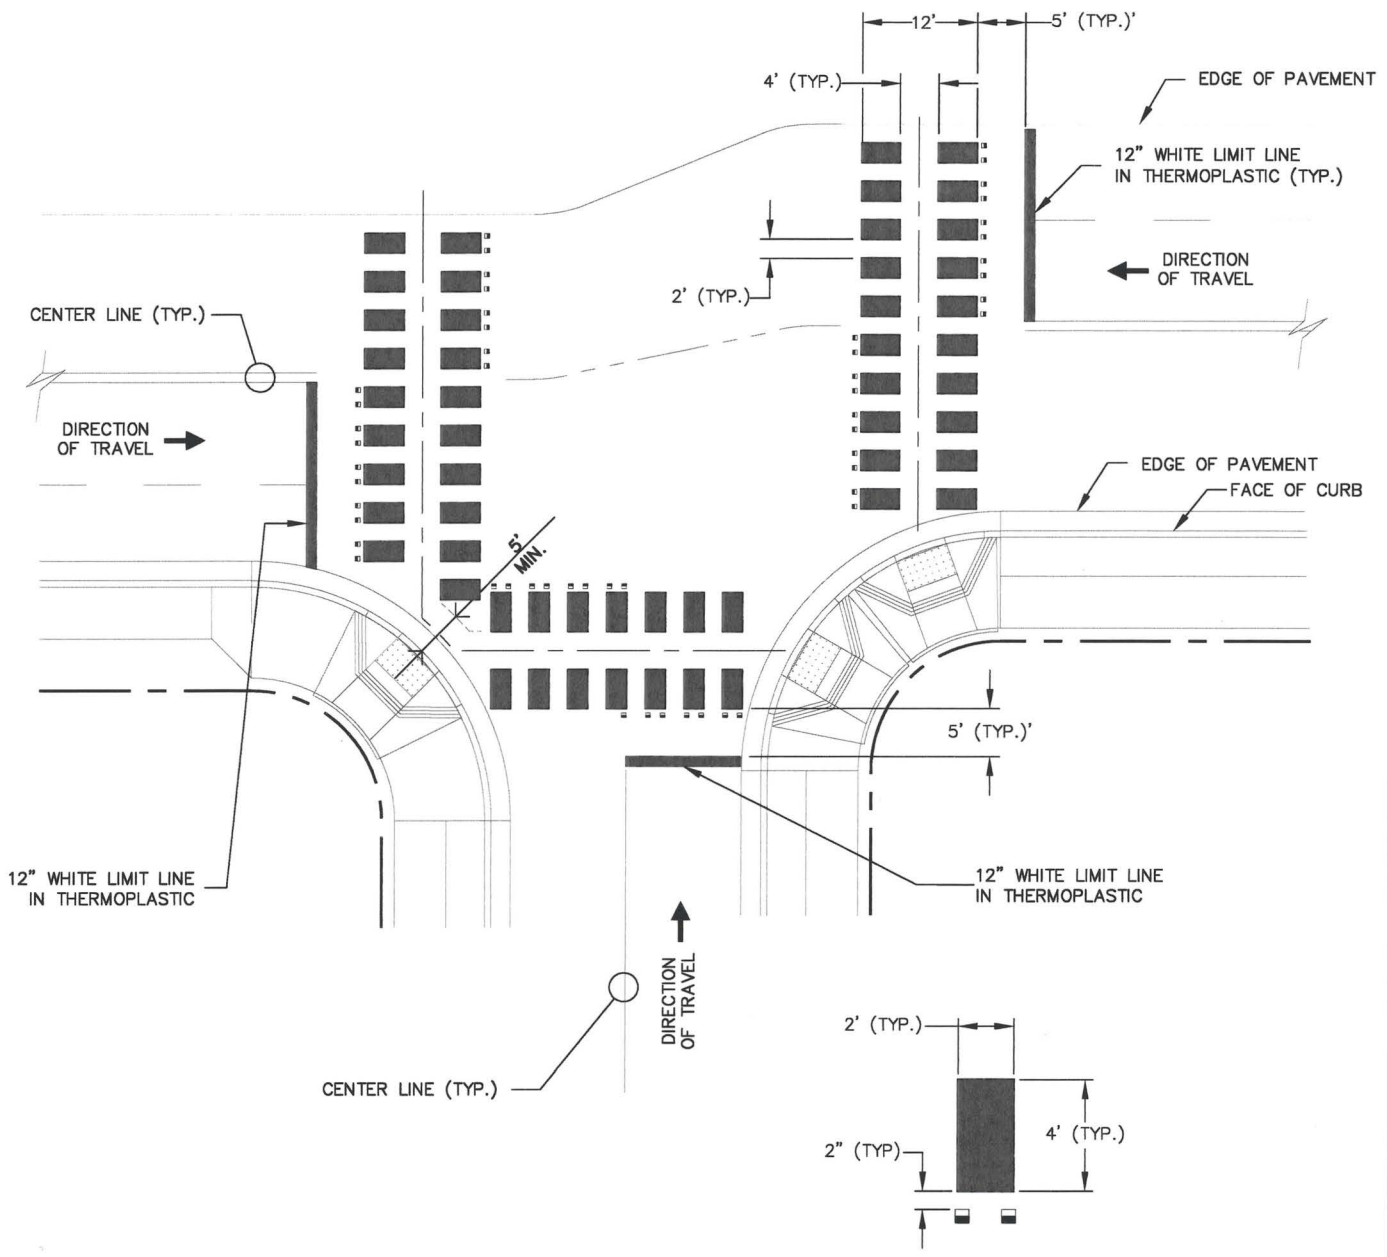 12'
5' (TYP.)'
4' (TYP.)
EDGE OF PAVEMENT
12" WHITE LIMIT LINE
IN THERMOPLASTIC (TYP.)
DIRECTION
OF TRAVEL
2' (TYP.)
CENTER LINE (TYP.)
DIRECTION
OF TRAVEL
EDGE OF PAVEMENT
FACE OF CURB
5'
MIN.
5' (TYP.)'
12" WHITE LIMIT LINE
IN THERMOPLASTIC
12" WHITE LIMIT LINE
IN THERMOPLASTIC
DIRECTION
OF TRAVEL
CENTER LINE (TYP.)
2' (TYP.)
4' (TYP.)
2" (TYP)